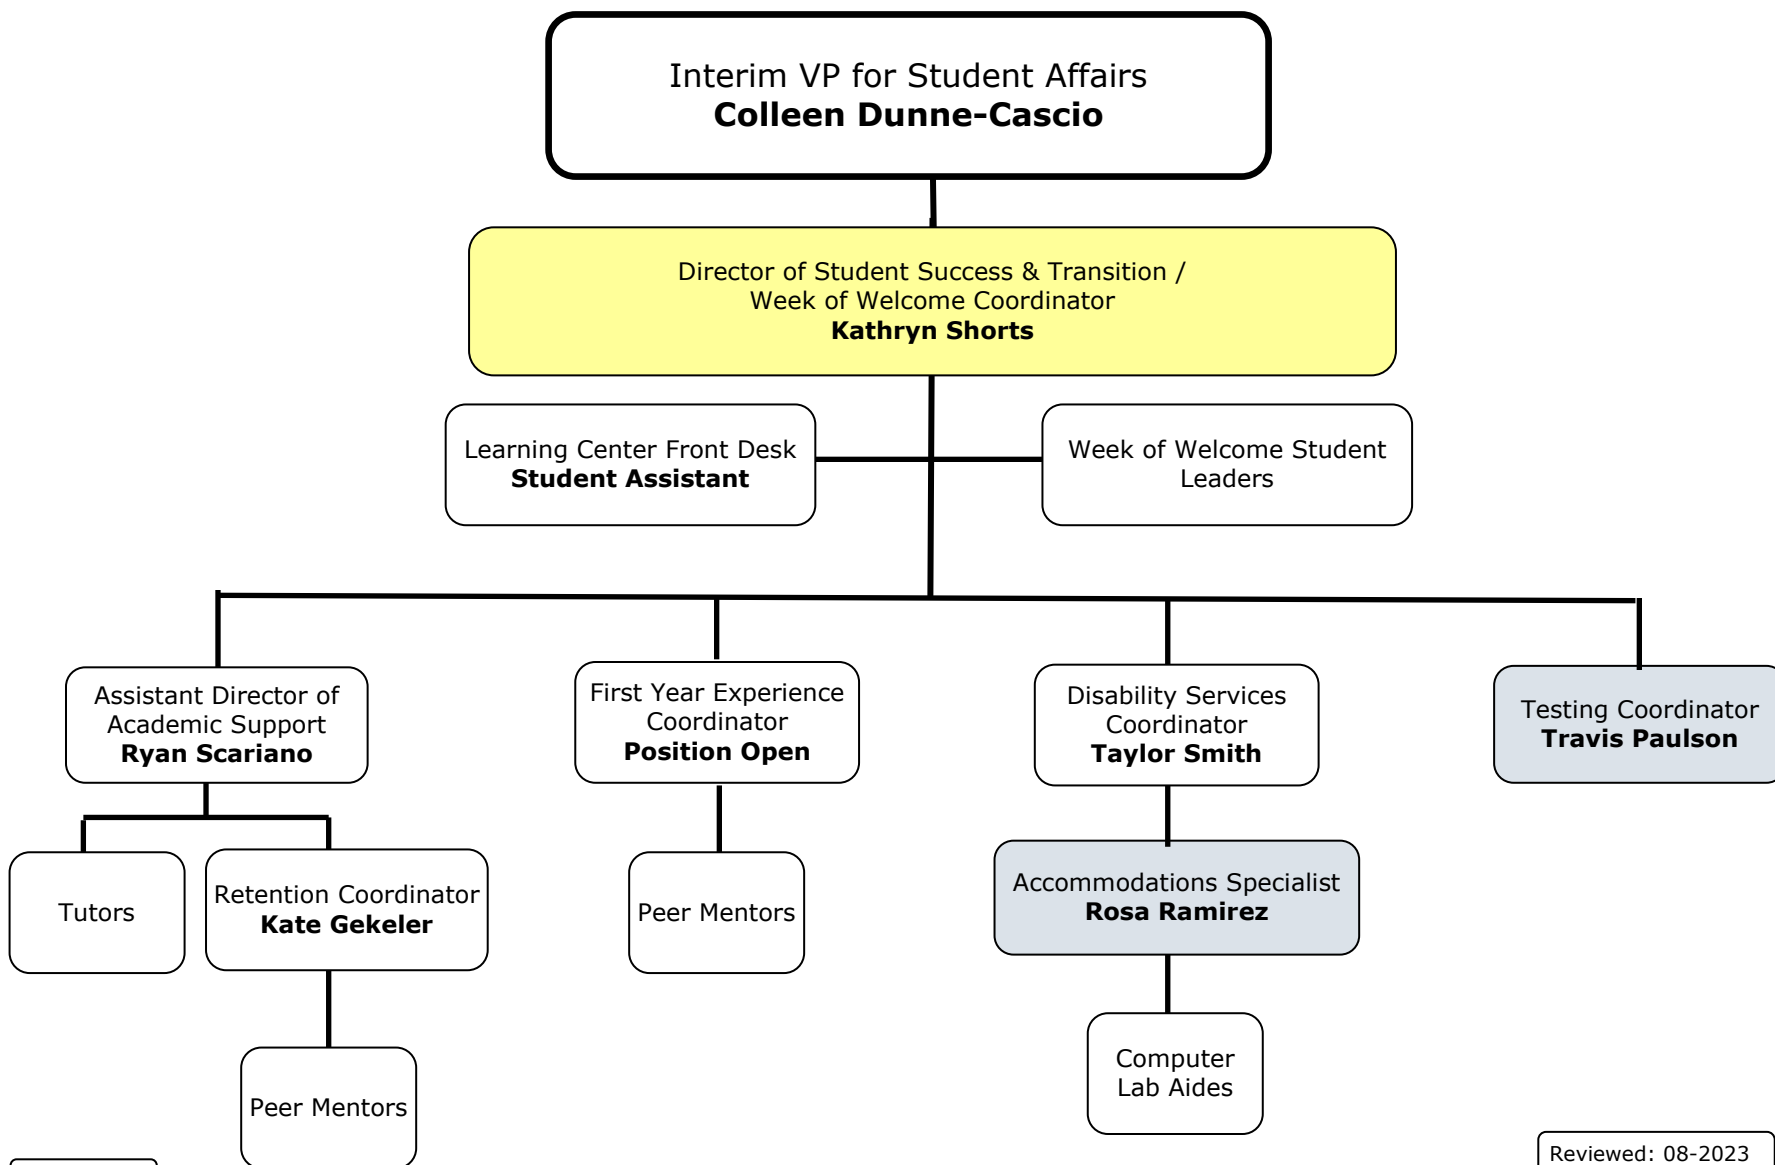 Interim VP for Student Affairs
Colleen Dunne-Cascio
Director of Student Success & Transition /
Week of Welcome Coordinator
Kathryn Shorts
Learning Center Front Desk
Student Assistant
Week of Welcome Student
Leaders
Assistant Director of
Academic Support
Ryan Scariano
First Year Experience
Coordinator
Position Open
Disability Services
Coordinator
Taylor Smith
Testing Coordinator
Travis Paulson
Tutors
Retention Coordinator
Kate Gekeler
Peer Mentors
Accommodations Specialist
Rosa Ramirez
Peer Mentors
Computer
Lab Aides
Reviewed: 08-2023